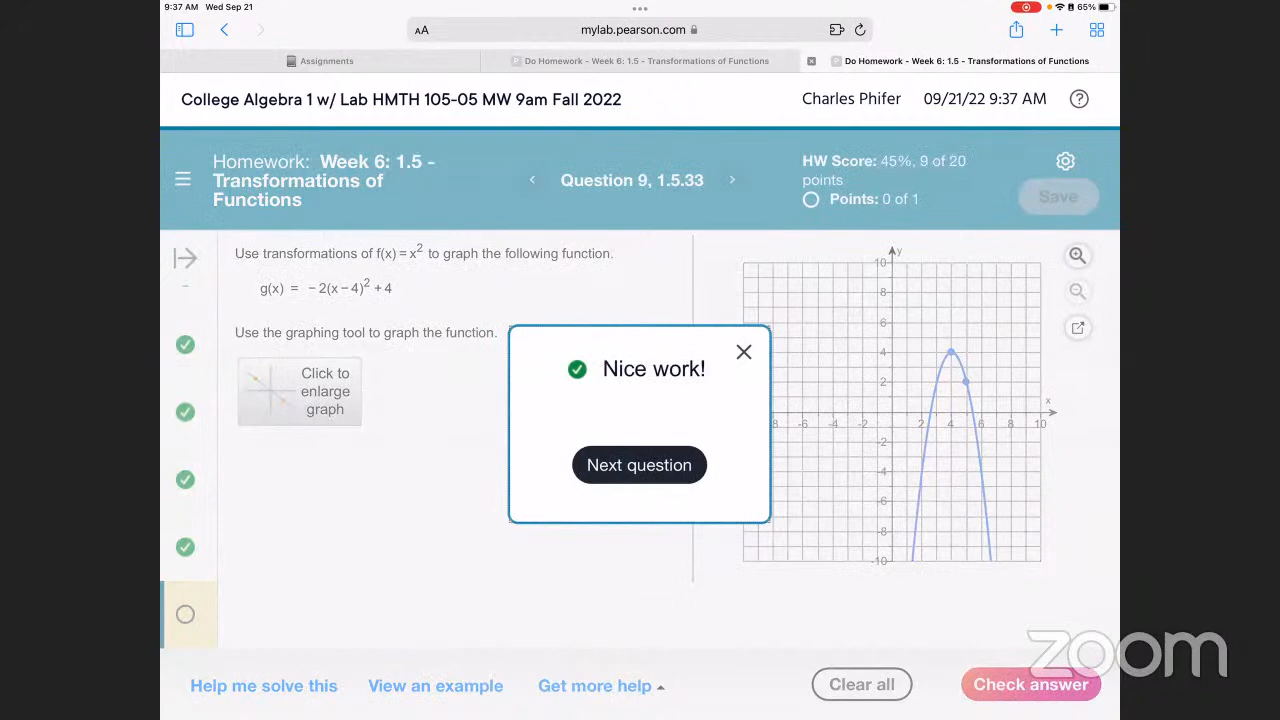 9:37 AM Wed Sep 21
65%
AA
mylab.pearson.com
Assignments
Do Homework - Week 6: 1.5 - Transformations of Functions
Do Homework - Week 6: 1.5 - Transformations of Functions
College Algebra 1 w/ Lab HMTH 105-05 MW 9am Fall 2022
Charles Phifer
09/21/22 9:37 AM
Homework: Week 6: 1.5 -
Transformations of
Functions
Question 9, 1.5.33
HW Score: 45%, 9 of 20
points
Points: 0 of 1
Save
Use transformations of f(x) = x² to graph the following function.
g(x) = − 2(x − 4)² + 4
Use the graphing tool to graph the function.
Click to
enlarge
graph
Nice work!
Next question
y
10
8
6
4
2
x
8 -6 -4 -2 2 4 6 8 10
-2
-4
-6
-8
-10
Help me solve this
View an example
Get more help
Clear all
Check answer
zoom